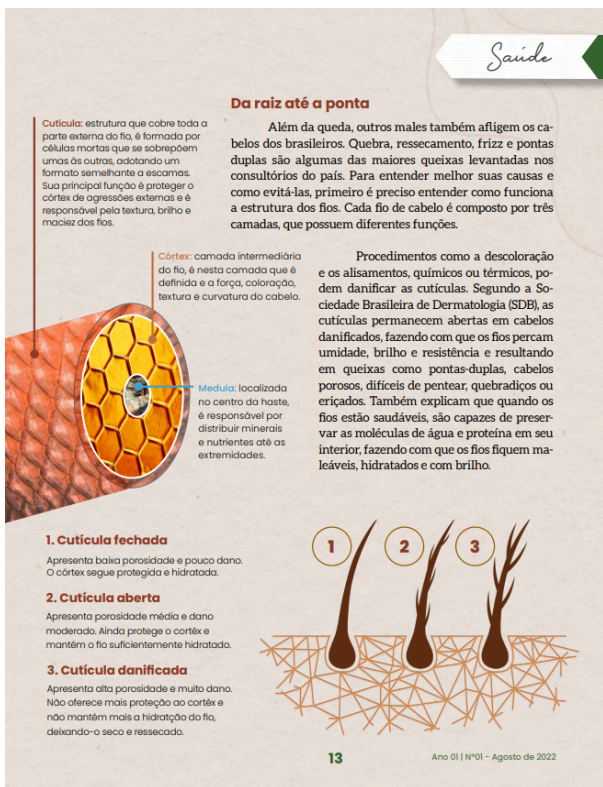 Saúde
Da raiz até a ponta
Além da queda, outros males também afligem os ca-
belos dos brasileiros. Quebra, ressecamento, frizz e pontas
duplas são algumas das maiores queixas levantadas nos
consultórios do país. Para entender melhor suas causas e
como evitá-las, primeiro é preciso entender como funciona
a estrutura dos fios. Cada fio de cabelo é composto por três
camadas, que possuem diferentes funções.
Cutícula: estrutura que cobre toda a
parte externa do fio, é formada por
células mortas que se sobrepõem
umas às outras, adotando um
formato semelhante a escamas.
Sua principal função é proteger o
córtex de agressões externas e é
responsável pela textura, brilho e
maciez dos fios.
Córtex: camada intermediária
do fio, é nesta camada que é
definida e a força, coloração,
textura e curvatura do cabelo.
Medula: localizada
no centro da haste,
é responsável por
distribuir minerais
e nutrientes até as
extremidades.
Procedimentos como a descoloração
e os alisamentos, químicos ou térmicos, po-
dem danificar as cutículas. Segundo a So-
ciedade Brasileira de Dermatologia (SDB), as
cutículas permanecem abertas em cabelos
danificados, fazendo com que os fios percam
umidade, brilho e resistência e resultando
em queixas como pontas-duplas, cabelos
porosos, difíceis de pentear, quebradiços ou
eriçados. Também explicam que quando os
fios estão saudáveis, são capazes de preser-
var as moléculas de água e proteína em seu
interior, fazendo com que os fios fiquem ma-
leáveis, hidratados e com brilho.
1. Cutícula fechada
Apresenta baixa porosidade e pouco dano.
O córtex segue protegida e hidratada.
2. Cutícula aberta
Apresenta porosidade média e dano
moderado. Ainda protege o cortéx e
mantém o fio suficientemente hidratado.
3. Cutícula danificada
Apresenta alta porosidade e muito dano.
Não oferece mais proteção ao cortéx e
não mantém mais a hidratção do fio,
deixando-o seco e ressecado.
1
2
3
13
Ano 01 | N°01 - Agosto de 2022